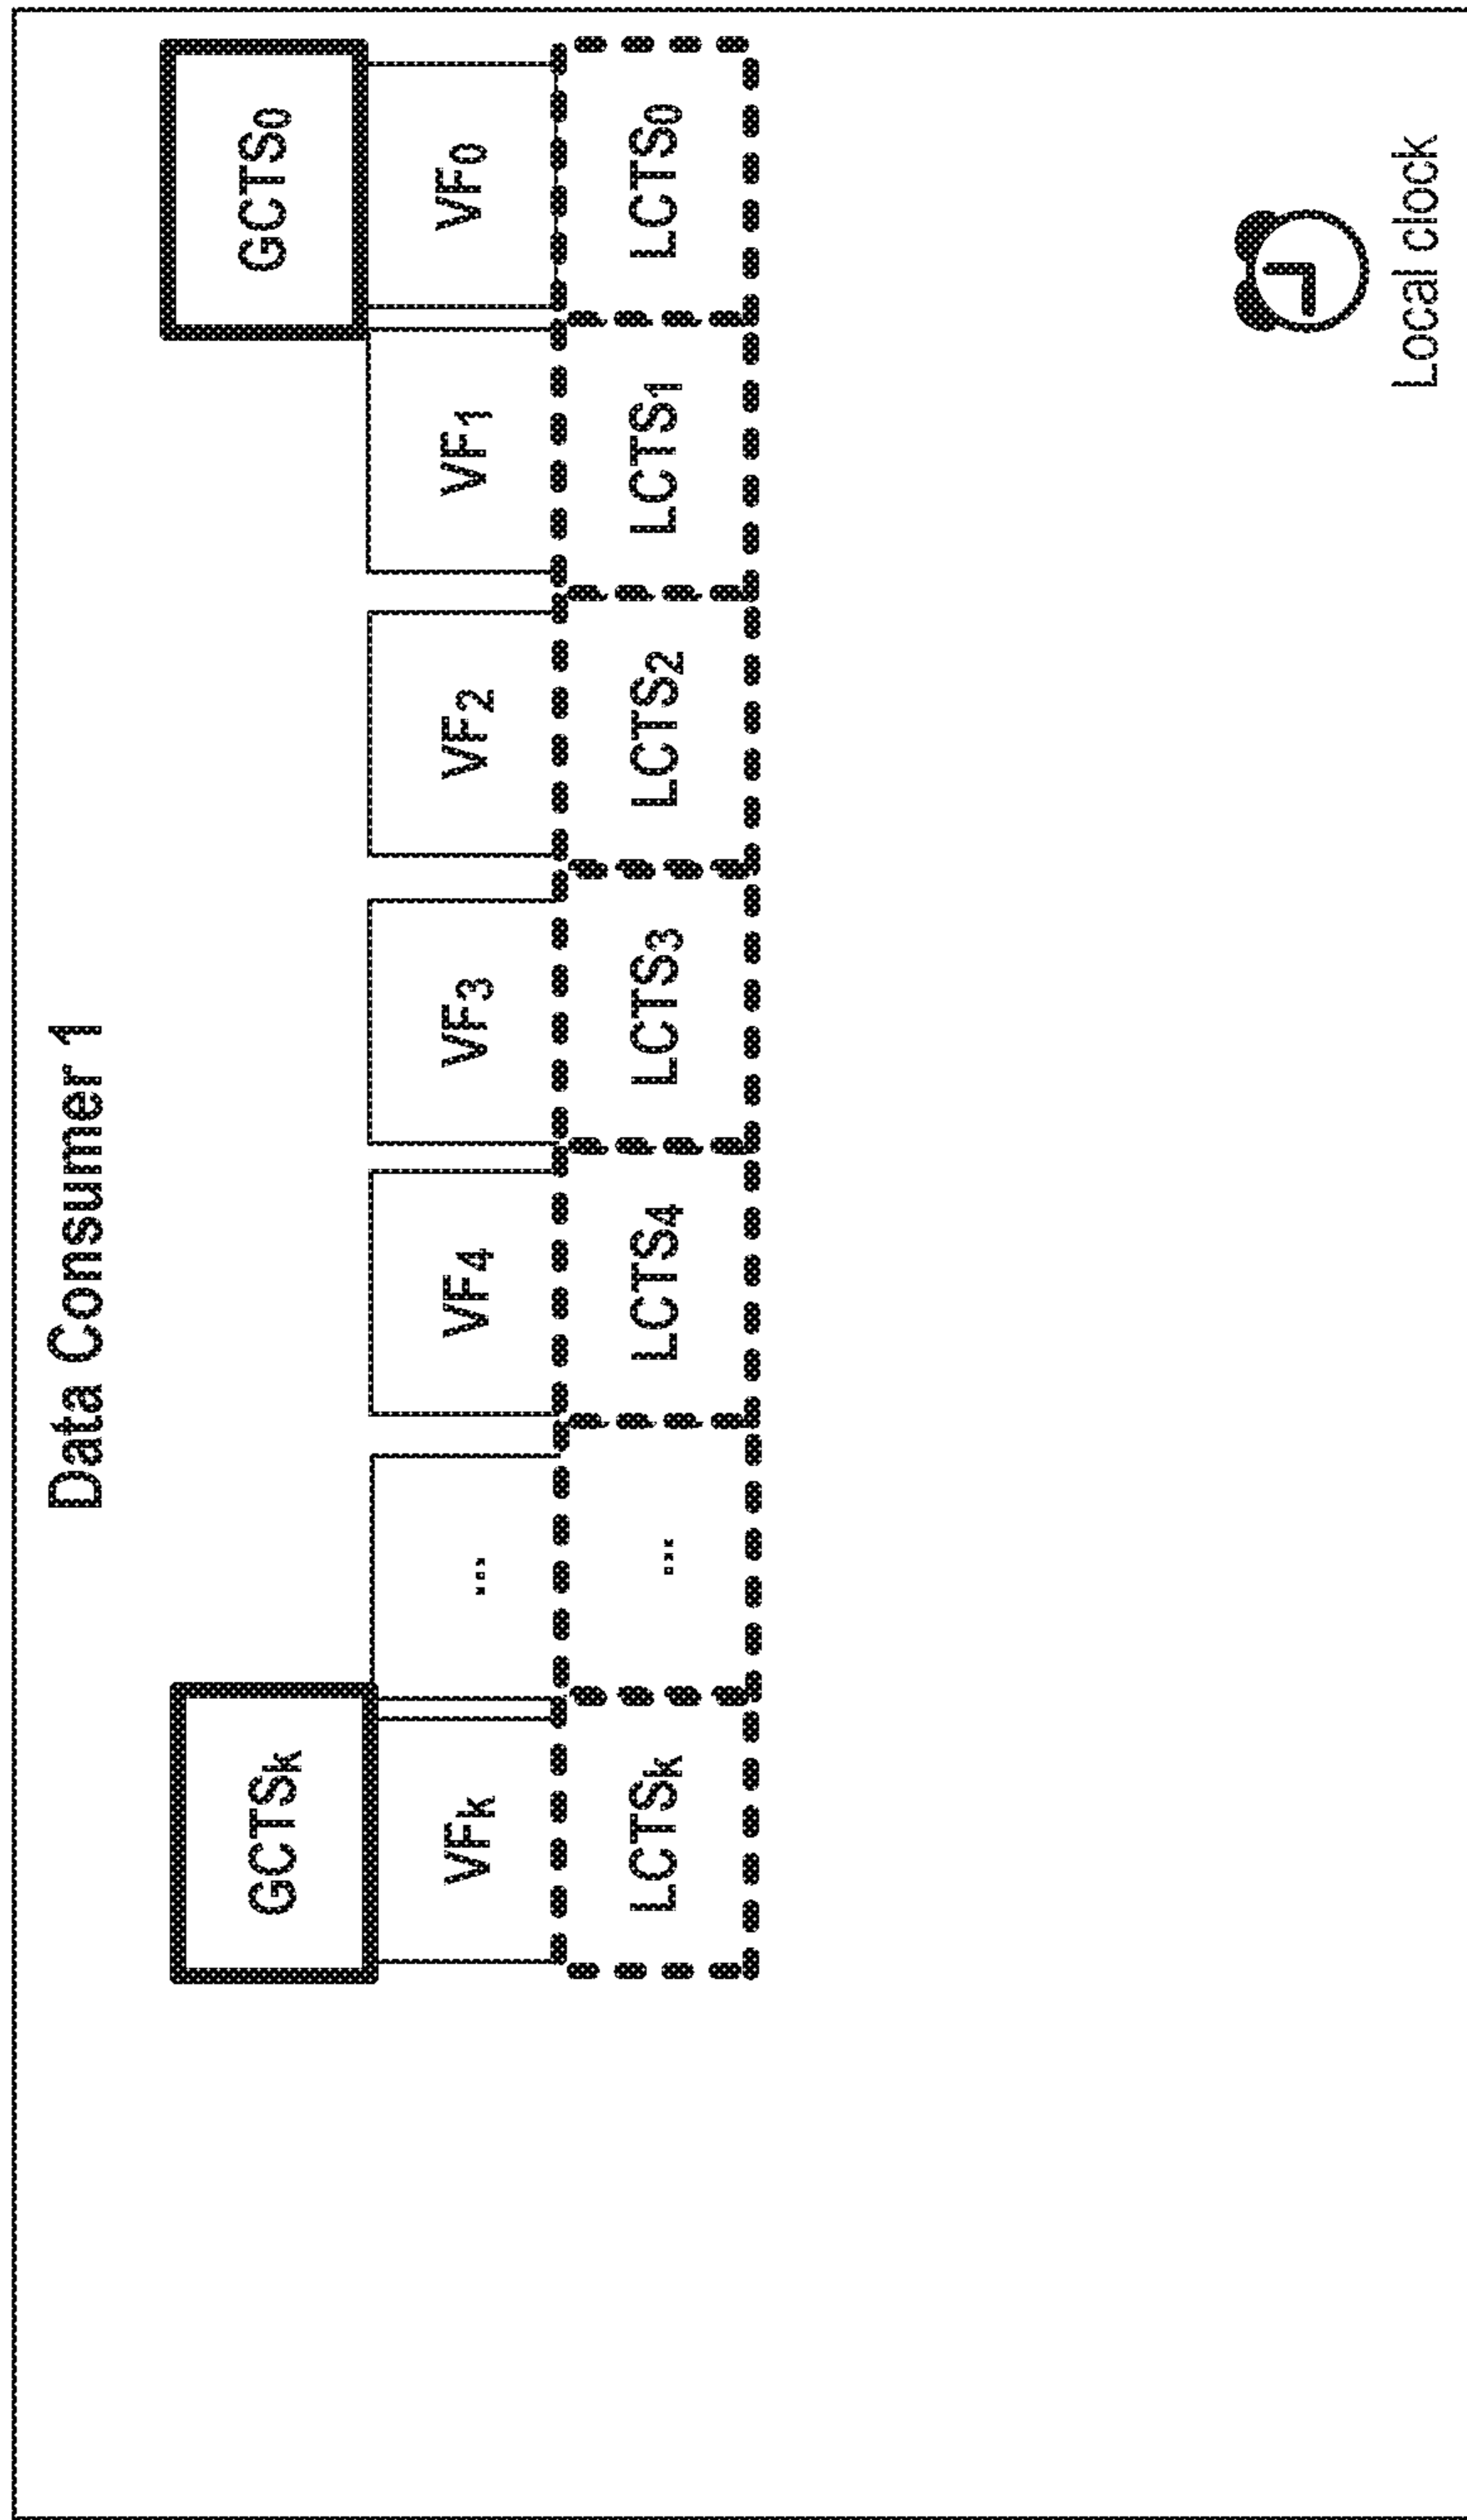 Data Consumer 1
GCTSₖ GCTS₀
VFₖ ... VF₄ VF₃ VF₂ VF₁ VF₀
LCTSₖ ... LCTS₄ LCTS₃ LCTS₂ LCTS₁ LCTS₀
Local clock